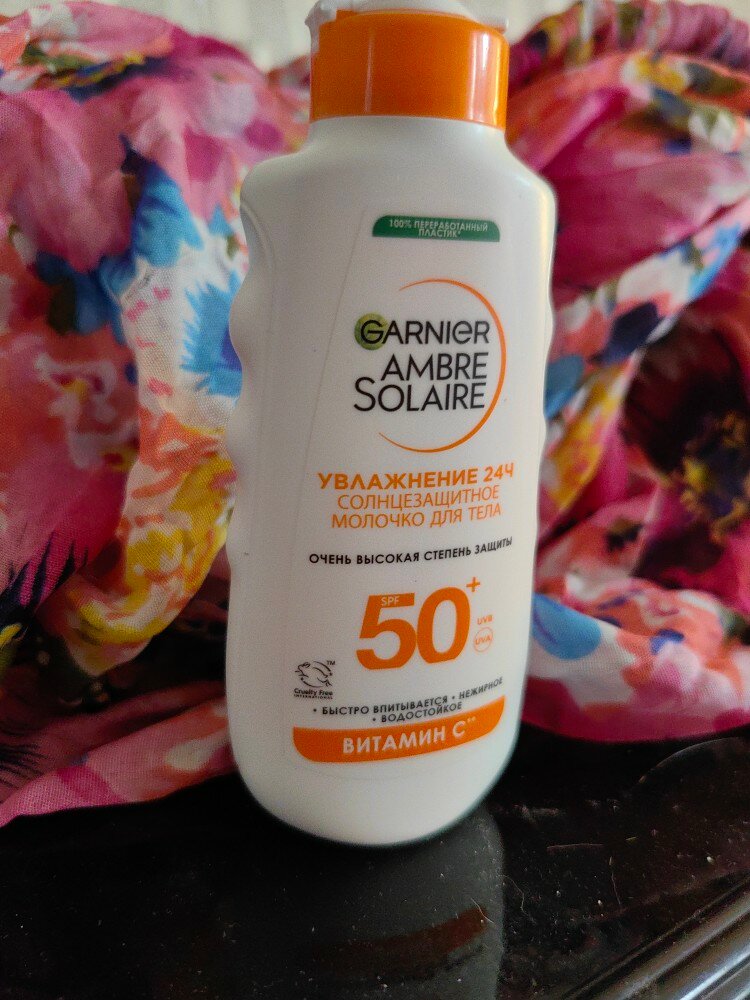 100% ПЕРЕРАБОТАННЫЙ
ПЛАСТИК*
GARNIER
AMBRE
SOLAIRE
УВЛАЖНЕНИЕ 24Ч
СОЛНЦЕЗАЩИТНОЕ
МОЛОЧКО ДЛЯ ТЕЛА
ОЧЕНЬ ВЫСОКАЯ СТЕПЕНЬ ЗАЩИТЫ
SPF 50+
UVB
UVA
Cruelty Free TM
INTERNATIONAL
• БЫСТРО ВПИТЫВАЕТСЯ • НЕЖИРНОЕ
• ВОДОСТОЙКОЕ
ВИТАМИН C**